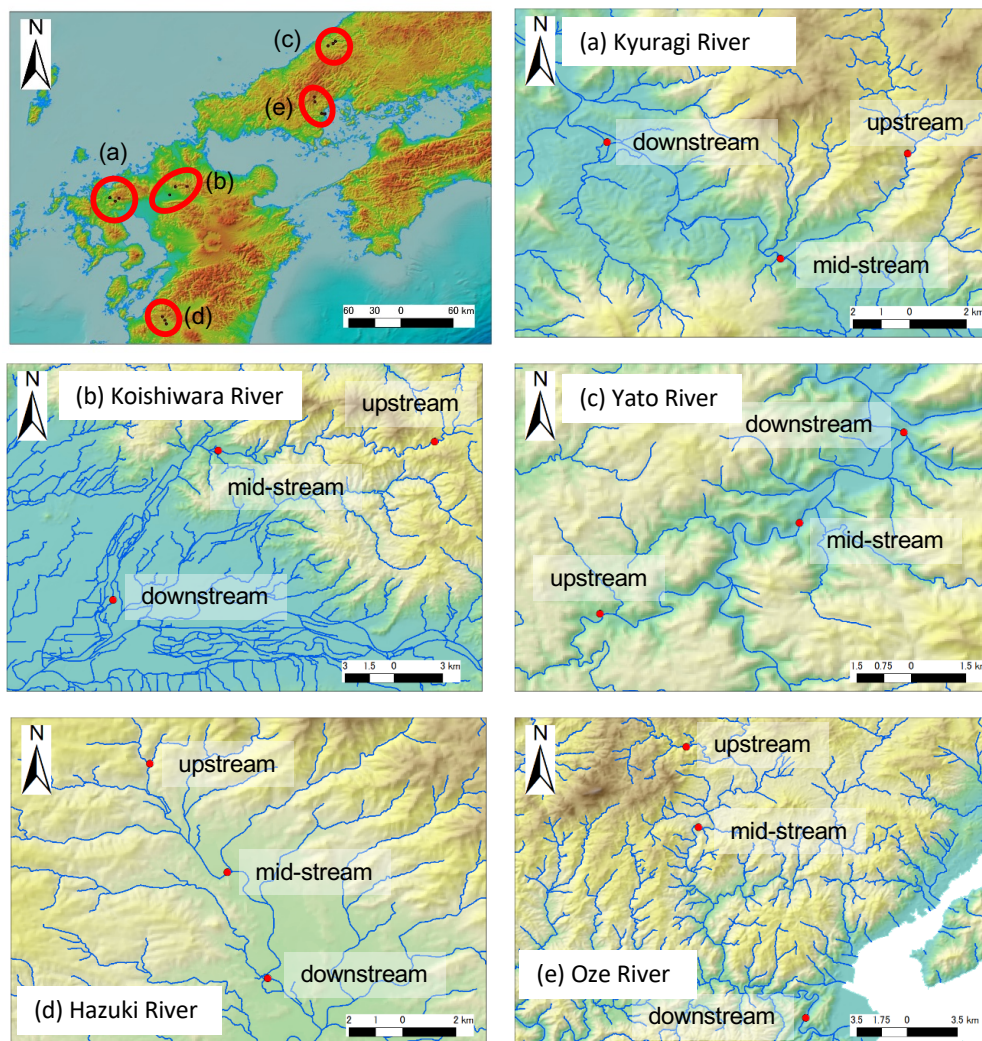 N
(c)
(e)
(a)
(b)
(d)
60 30 0 60 km
N
(a) Kyuragi River
downstream
upstream
mid-stream
2 1 0 2 km
N
(b) Koishiwara River
upstream
mid-stream
downstream
3 1.5 0 3 km
N
(c) Yato River
downstream
mid-stream
upstream
1.5 0.75 0 1.5 km
N
upstream
mid-stream
downstream
(d) Hazuki River
2 1 0 2 km
N
upstream
mid-stream
(e) Oze River
downstream
3.5 1.75 0 3.5 km